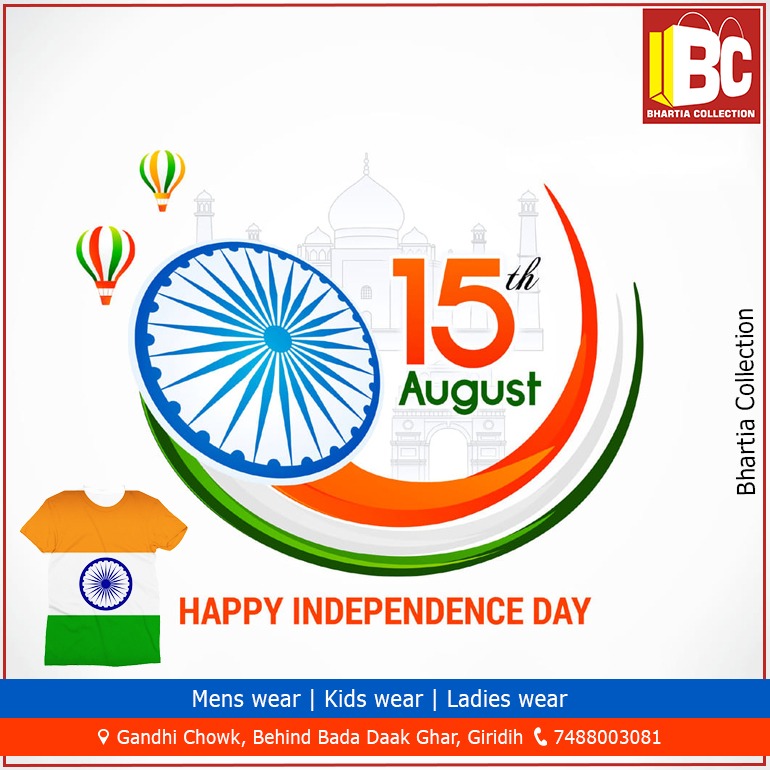 BC
BHARTIA COLLECTION
15th
August
Bhartia Collection
HAPPY INDEPENDENCE DAY
Mens wear | Kids wear | Ladies wear
Gandhi Chowk, Behind Bada Daak Ghar, Giridih 7488003081